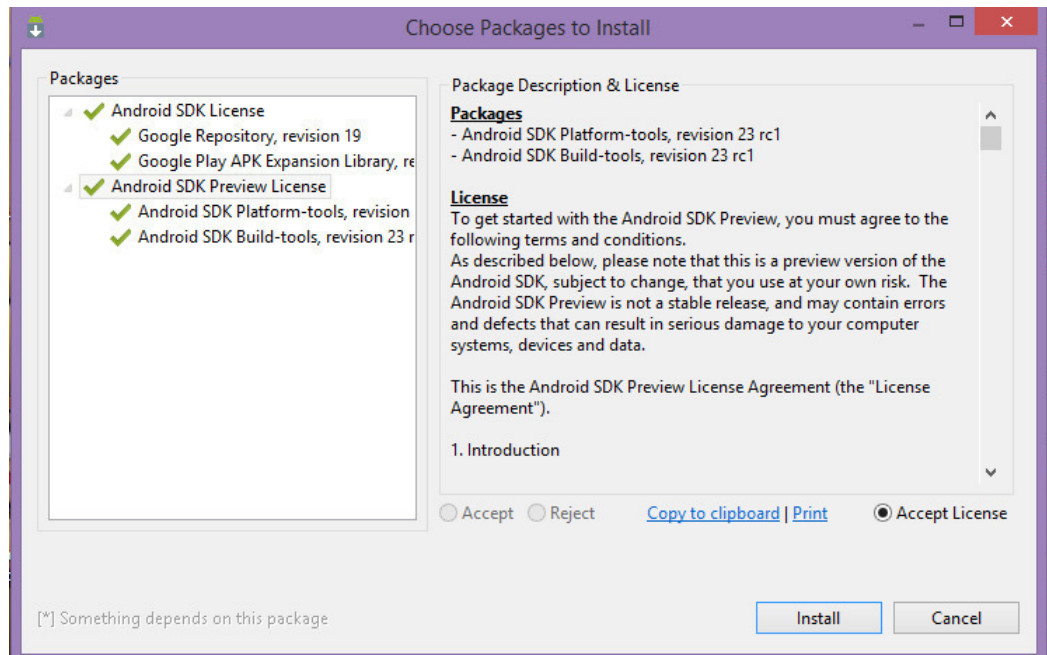 Choose Packages to Install
Packages
Android SDK License
Google Repository, revision 19
Google Play APK Expansion Library, re
Android SDK Preview License
Android SDK Platform-tools, revision
Android SDK Build-tools, revision 23 r
Package Description & License
Packages
- Android SDK Platform-tools, revision 23 rc1
- Android SDK Build-tools, revision 23 rc1
License
To get started with the Android SDK Preview, you must agree to the
following terms and conditions.
As described below, please note that this is a preview version of the
Android SDK, subject to change, that you use at your own risk.  The
Android SDK Preview is not a stable release, and may contain errors
and defects that can result in serious damage to your computer
systems, devices and data.
This is the Android SDK Preview License Agreement (the "License
Agreement").
1. Introduction
Accept Reject Copy to clipboard | Print Accept License
[*] Something depends on this package
Install Cancel